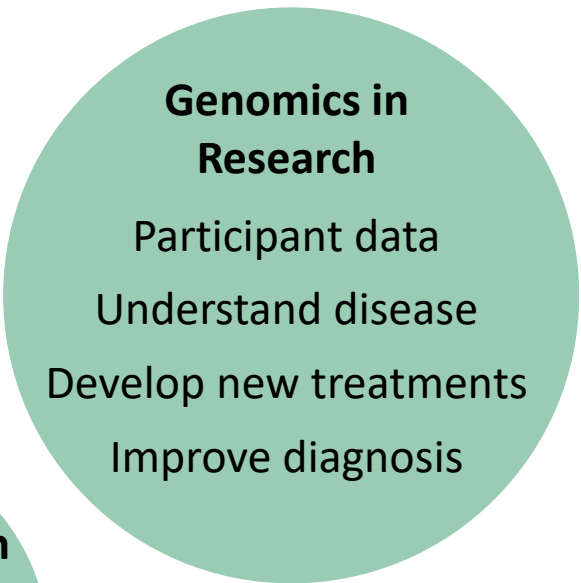 Genomics in
Research
Participant data
Understand disease
Develop new treatments
Improve diagnosis